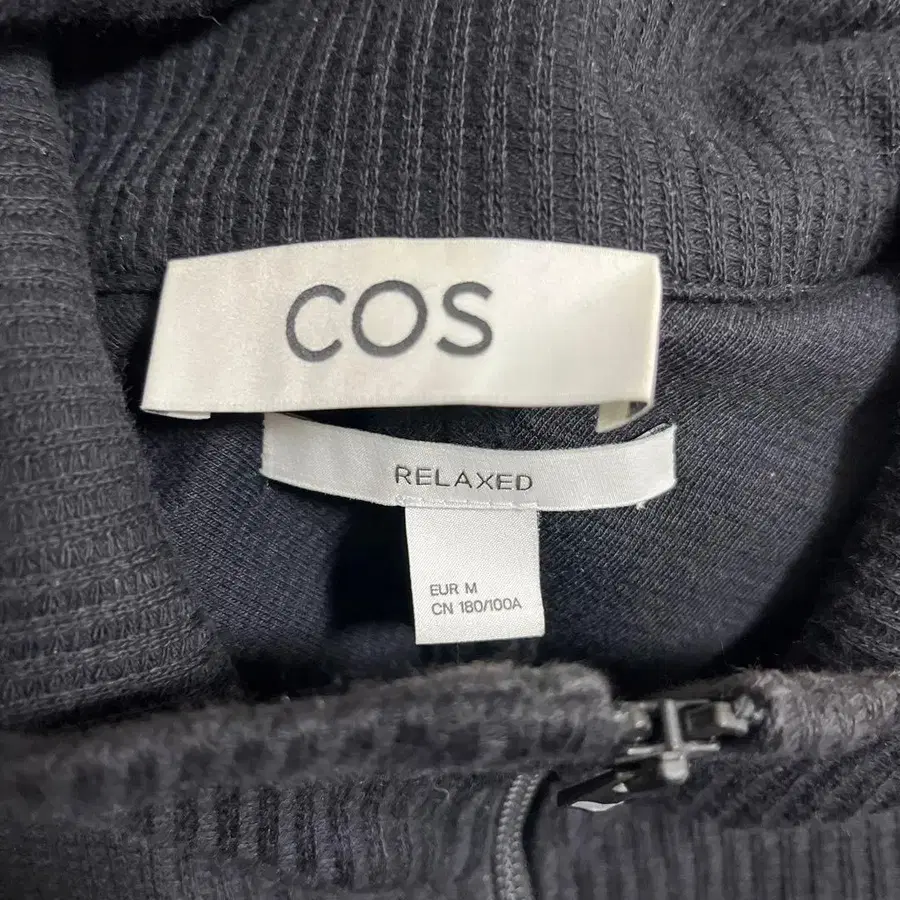 COS
RELAXED
EUR M
CN 180/100A